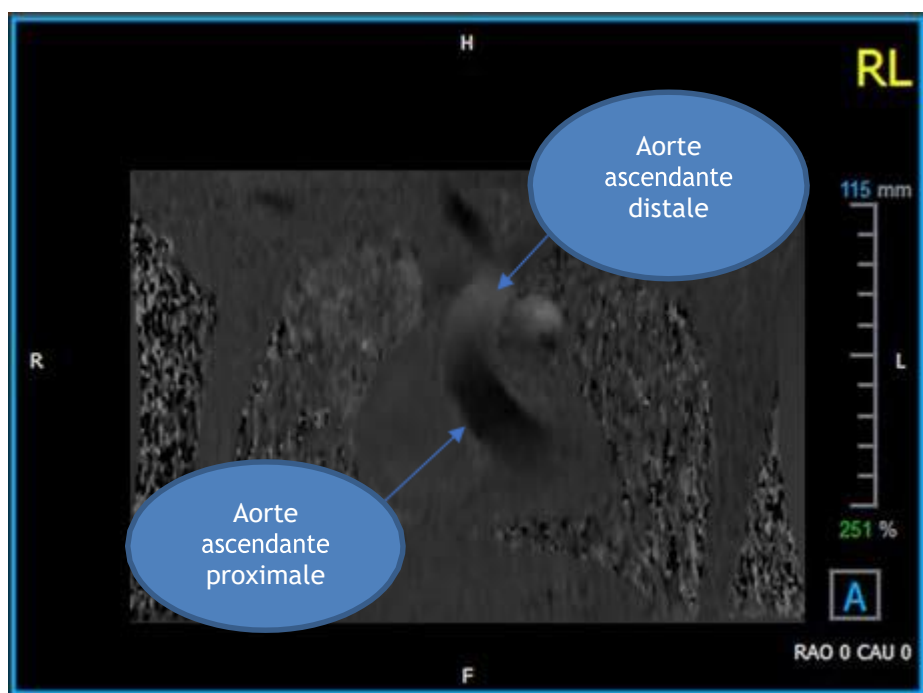 H
RL
Aorte
ascendante
distale
115 mm
R
L
Aorte
ascendante
proximale
251 %
A
RAO 0 CAU 0
F